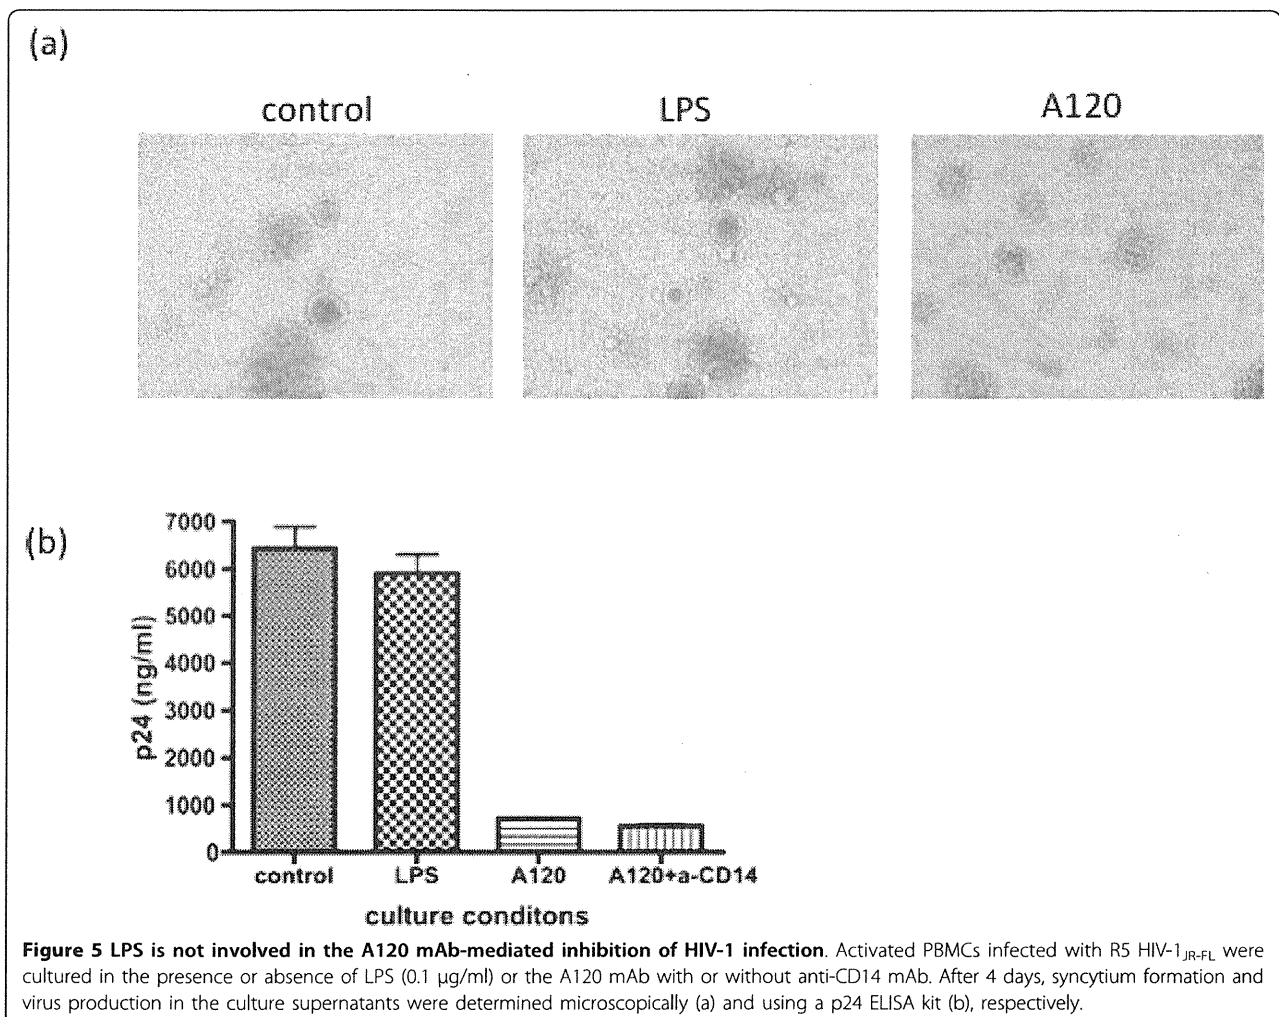 (a)
control LPS A120
(b)
7000
6000
5000
4000
3000
2000
1000
0
p24 (ng/ml)
control LPS A120 A120+a-CD14
culture conditons
Figure 5 LPS is not involved in the A120 mAb-mediated inhibition of HIV-1 infection. Activated PBMCs infected with R5 HIV-1JR-FL were
cultured in the presence or absence of LPS (0.1 μg/ml) or the A120 mAb with or without anti-CD14 mAb. After 4 days, syncytium formation and
virus production in the culture supernatants were determined microscopically (a) and using a p24 ELISA kit (b), respectively.